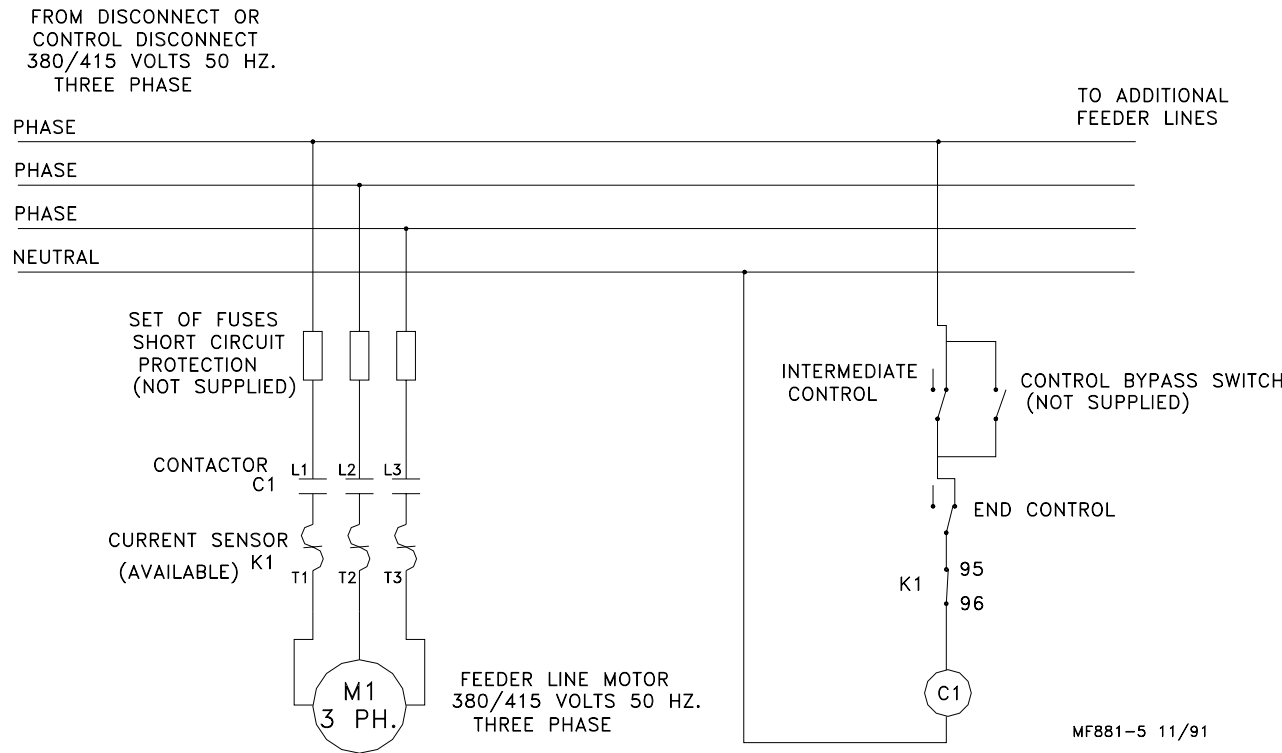 FROM DISCONNECT OR
CONTROL DISCONNECT
380/415 VOLTS 50 HZ.
THREE PHASE
TO ADDITIONAL
FEEDER LINES
PHASE
PHASE
PHASE
NEUTRAL
SET OF FUSES
SHORT CIRCUIT
PROTECTION
(NOT SUPPLIED)
INTERMEDIATE
CONTROL
CONTROL BYPASS SWITCH
(NOT SUPPLIED)
CONTACTOR
C1
L1 L2 L3
END CONTROL
CURRENT SENSOR
(AVAILABLE) K1
T1 T2 T3
K1
95
96
M1
3 PH.
FEEDER LINE MOTOR
380/415 VOLTS 50 HZ.
THREE PHASE
C1
MF881-5 11/91